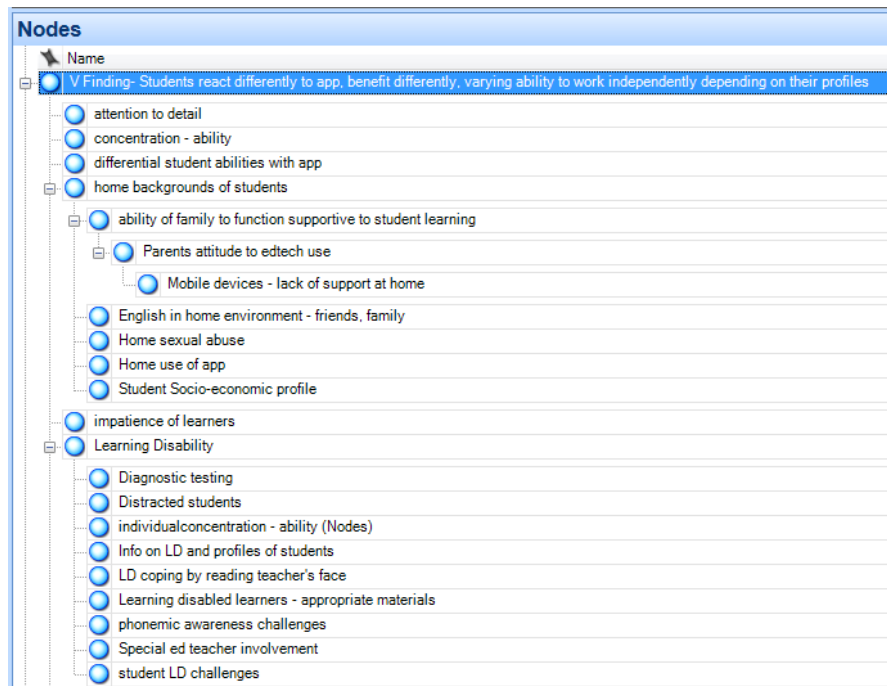 Nodes
Name
V Finding- Students react differently to app, benefit differently, varying ability to work independently depending on their profiles
attention to detail
concentration - ability
differential student abilities with app
home backgrounds of students
ability of family to function supportive to student learning
Parents attitude to edtech use
Mobile devices - lack of support at home
English in home environment - friends, family
Home sexual abuse
Home use of app
Student Socio-economic profile
impatience of learners
Learning Disability
Diagnostic testing
Distracted students
individualconcentration - ability (Nodes)
Info on LD and profiles of students
LD coping by reading teacher's face
Learning disabled learners - appropriate materials
phonemic awareness challenges
Special ed teacher involvement
student LD challenges